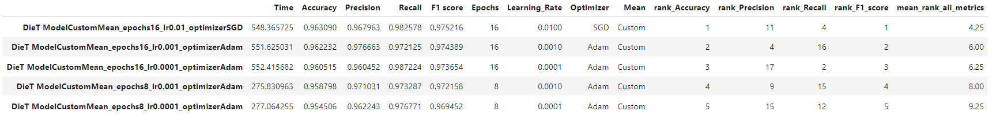 Time Accuracy Precision Recall F1 score Epochs Learning_Rate Optimizer Mean rank_Accuracy rank_Precision rank_Recall rank_F1_score mean_rank_all_metrics
DieT ModelCustomMean_epochs16_lr0.01_optimizerSGD 548.365725 0.963090 0.967963 0.982578 0.975216 16 0.0100 SGD Custom 1 11 4 1 4.25
DieT ModelCustomMean_epochs16_lr0.001_optimizerAdam 551.625031 0.962232 0.976663 0.972125 0.974389 16 0.0010 Adam Custom 2 4 16 2 6.00
DieT ModelCustomMean_epochs16_lr0.0001_optimizerAdam 552.415682 0.960515 0.960452 0.987224 0.973654 16 0.0001 Adam Custom 3 17 2 3 6.25
DieT ModelCustomMean_epochs8_lr0.001_optimizerAdam 275.830963 0.958798 0.971031 0.973287 0.972158 8 0.0010 Adam Custom 4 9 15 4 8.00
DieT ModelCustomMean_epochs8_lr0.0001_optimizerAdam 277.064255 0.954506 0.962243 0.976771 0.969452 8 0.0001 Adam Custom 5 15 12 5 9.25